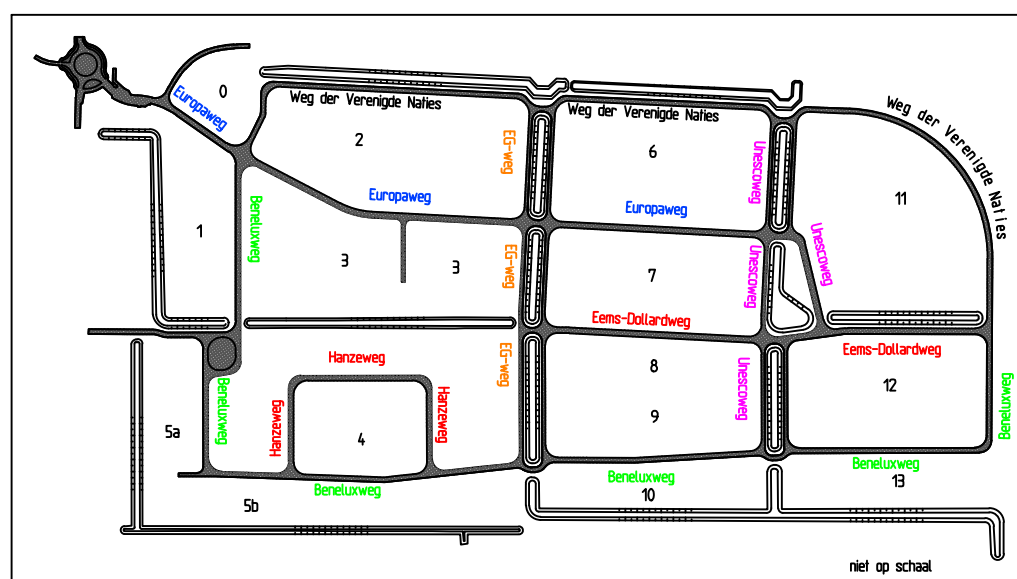 0
Europaweg
Weg der Verenigde Naties
Weg der Verenigde Naties
Weg der Verenigde Naties
2
EG-weg
6
Unescoweg
11
Europaweg
Europaweg
1
Beneluxweg
3
3
EG-weg
7
Unescoweg
Unescoweg
Eems-Dollardweg
Hanzeweg
EG-weg
8
Unescoweg
Eems-Dollardweg
12
Beneluxweg
Beneluxweg
Hanzeweg
Hanzeweg
9
5a
4
Beneluxweg
Beneluxweg
Beneluxweg
5b
10
13
niet op schaal